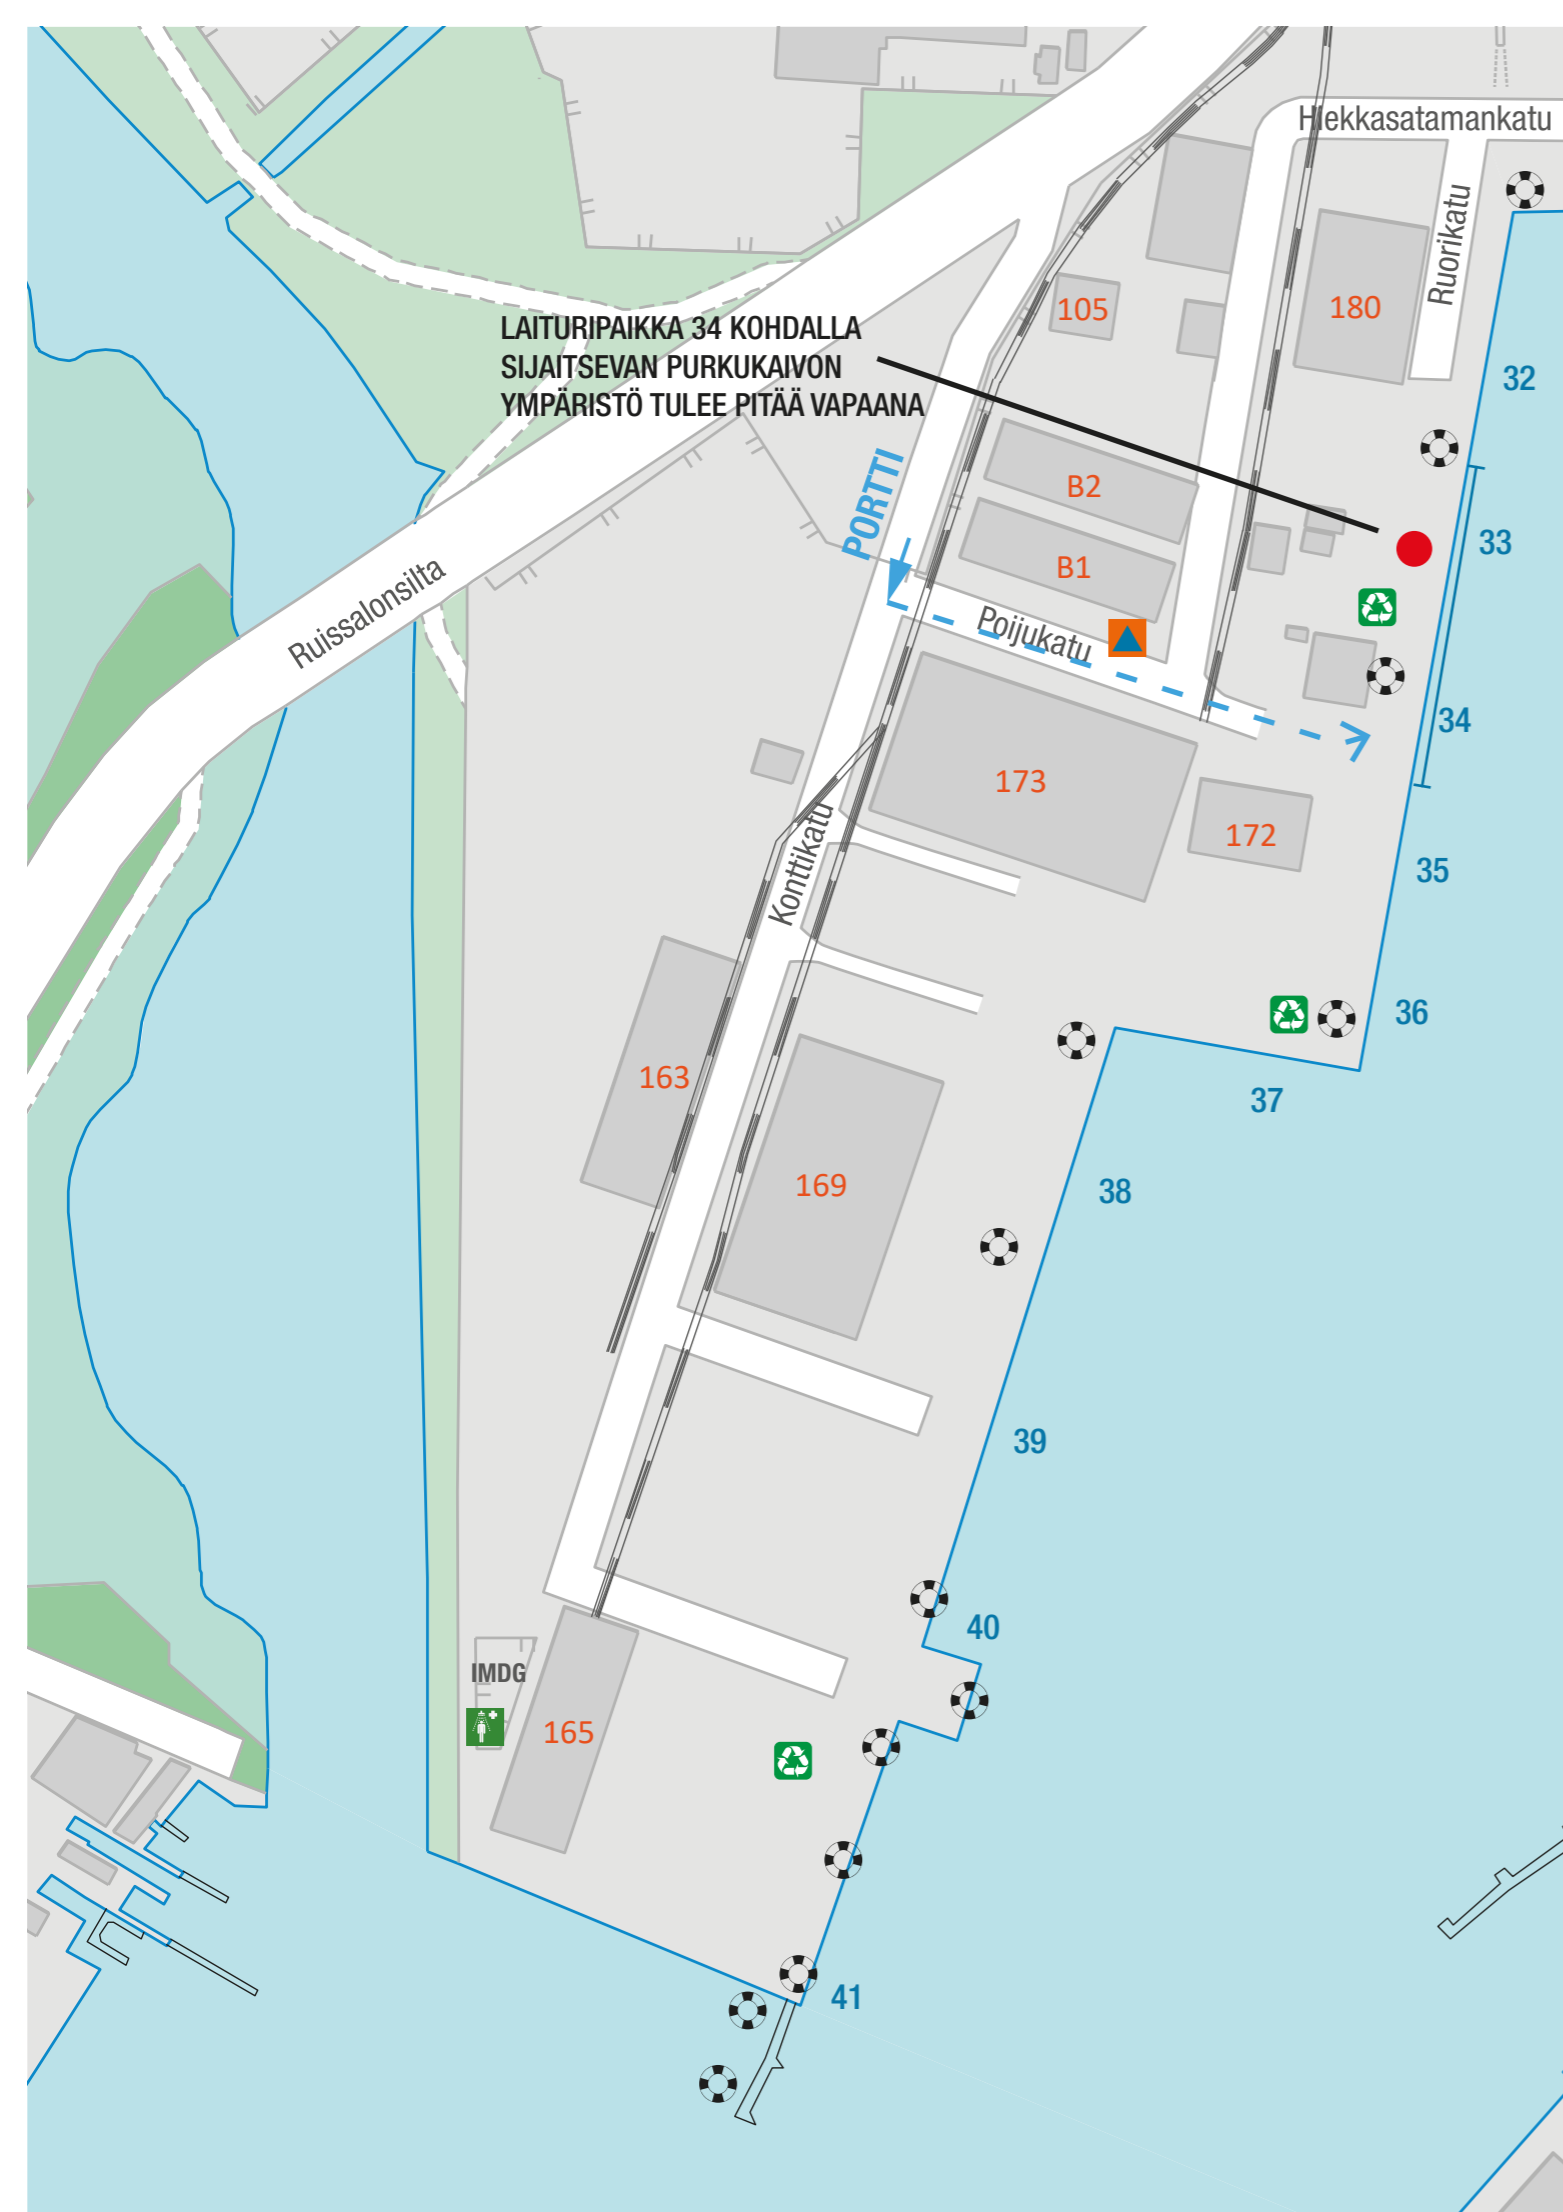 Hiekkasatamankatu
Ruorikatu
105
180
LAITURIPAIKKA 34 KOHDALLA
SIJAITSEVAN PURKUKAIVON
YMPÄRISTÖ TULEE PITÄÄ VAPAANA
32
PORTTI
B2
33
B1
Ruissalonsilta
Poijukatu
34
173
172
35
Konttikatu
36
163
37
169
38
39
40
IMDG
165
41